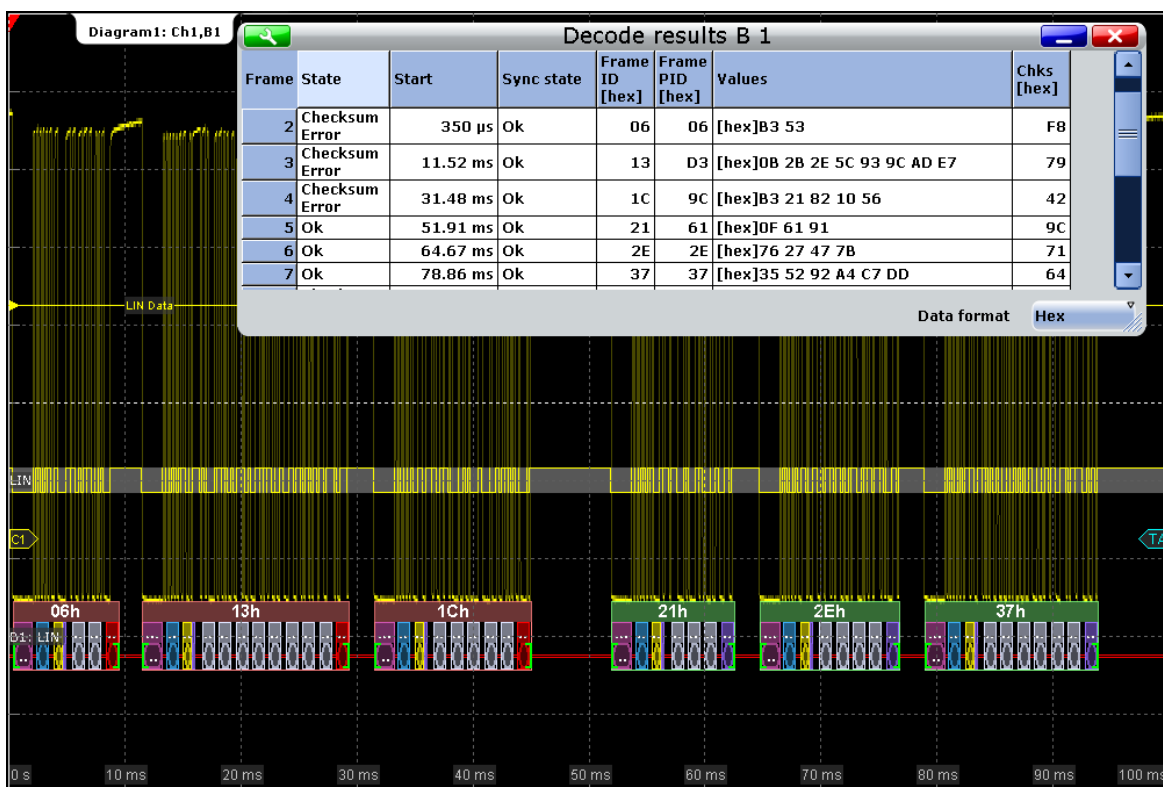 Diagram1: Ch1,B1
Decode results B 1
Frame State Start Sync state Frame ID [hex] Frame PID [hex] Values Chks [hex]
2 Checksum Error 350 µs Ok 06 06 [hex]B3 53 F8
3 Checksum Error 11.52 ms Ok 13 D3 [hex]0B 2B 2E 5C 93 9C AD E7 79
4 Checksum Error 31.48 ms Ok 1C 9C [hex]B3 21 82 10 56 42
5 Ok 51.91 ms Ok 21 61 [hex]0F 61 91 9C
6 Ok 64.67 ms Ok 2E 2E [hex]76 27 47 7B 71
7 Ok 78.86 ms Ok 37 37 [hex]35 52 92 A4 C7 DD 64
Data format Hex
LIN Data
LIN
C1
TA
06h 13h 1Ch 21h 2Eh 37h
B1: LIN
0 s 10 ms 20 ms 30 ms 40 ms 50 ms 60 ms 70 ms 80 ms 90 ms 100 ms